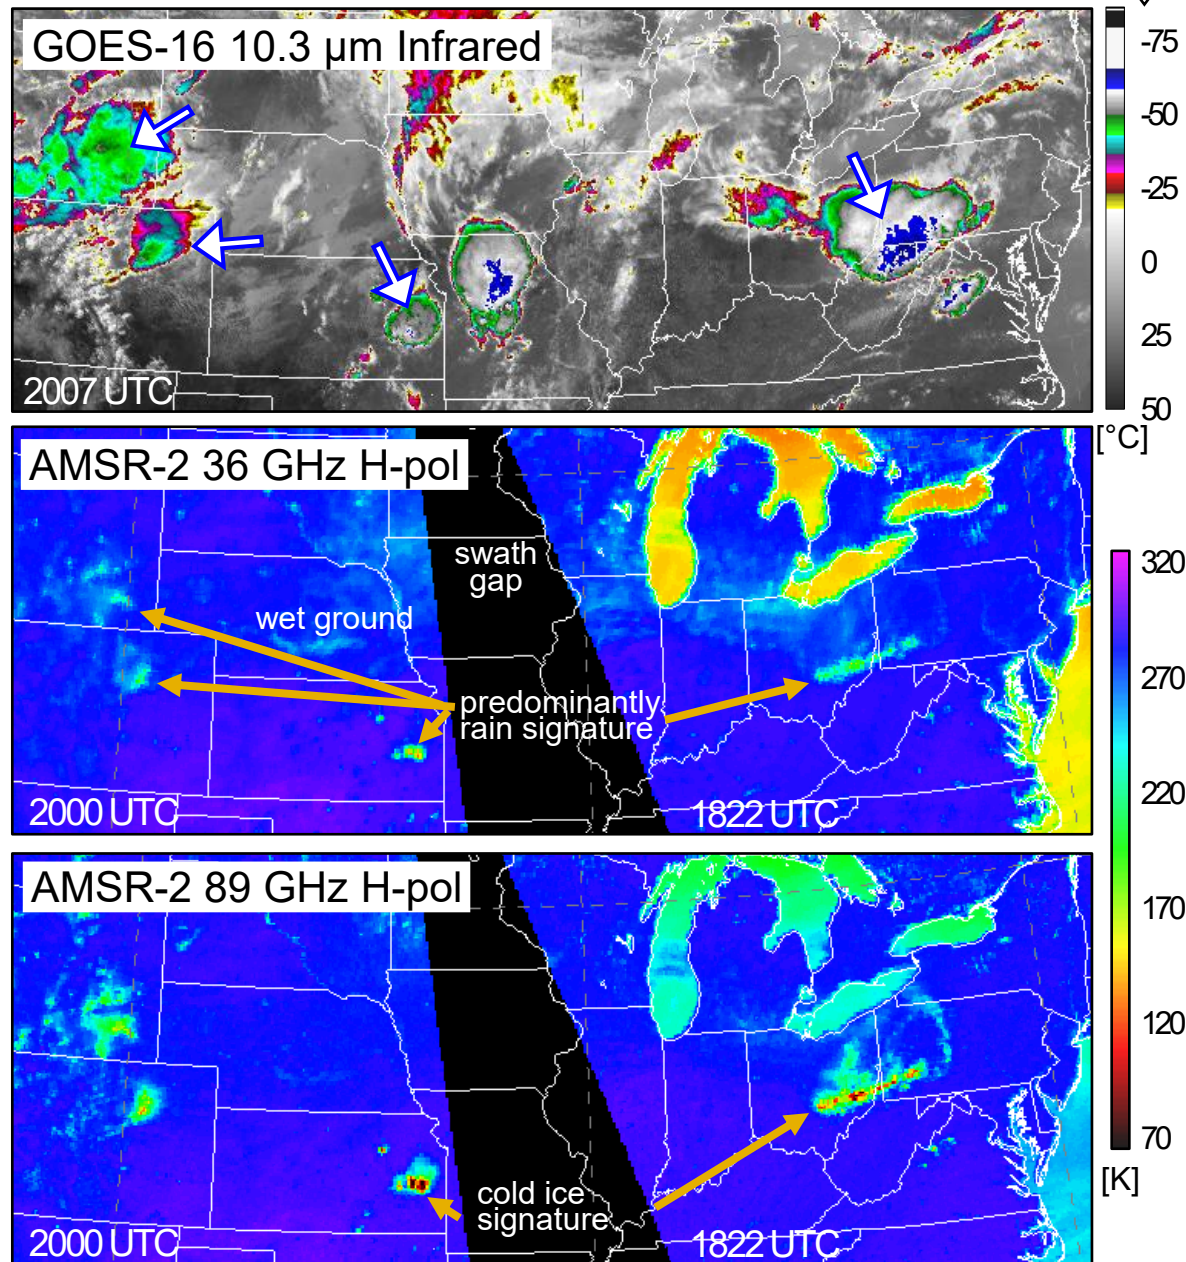 GOES-16 10.3 µm Infrared
2007 UTC
-75
-50
-25
0
25
50
[°C]
AMSR-2 36 GHz H-pol
swath
gap
wet ground
predominantly
rain signature
2000 UTC
1822 UTC
320
270
220
170
120
70
[K]
AMSR-2 89 GHz H-pol
cold ice
signature
2000 UTC
1822 UTC